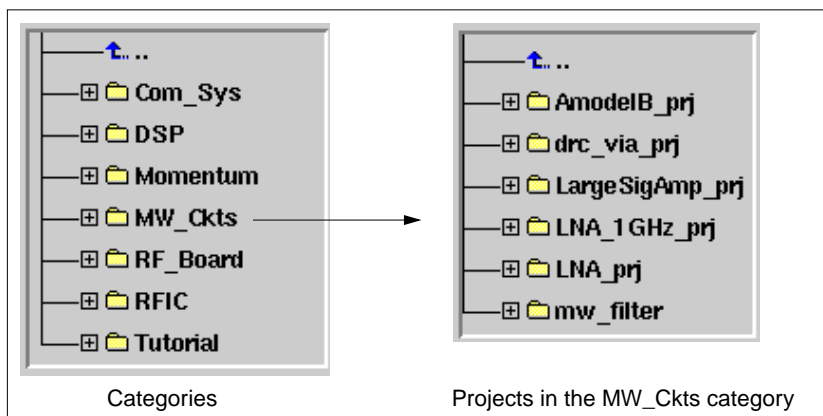 ..
Com_Sys
DSP
Momentum
MW_Ckts
RF_Board
RFIC
Tutorial
Categories
..
AmodelB_prj
drc_via_prj
LargeSigAmp_prj
LNA_1GHz_prj
LNA_prj
mw_filter
Projects in the MW_Ckts category